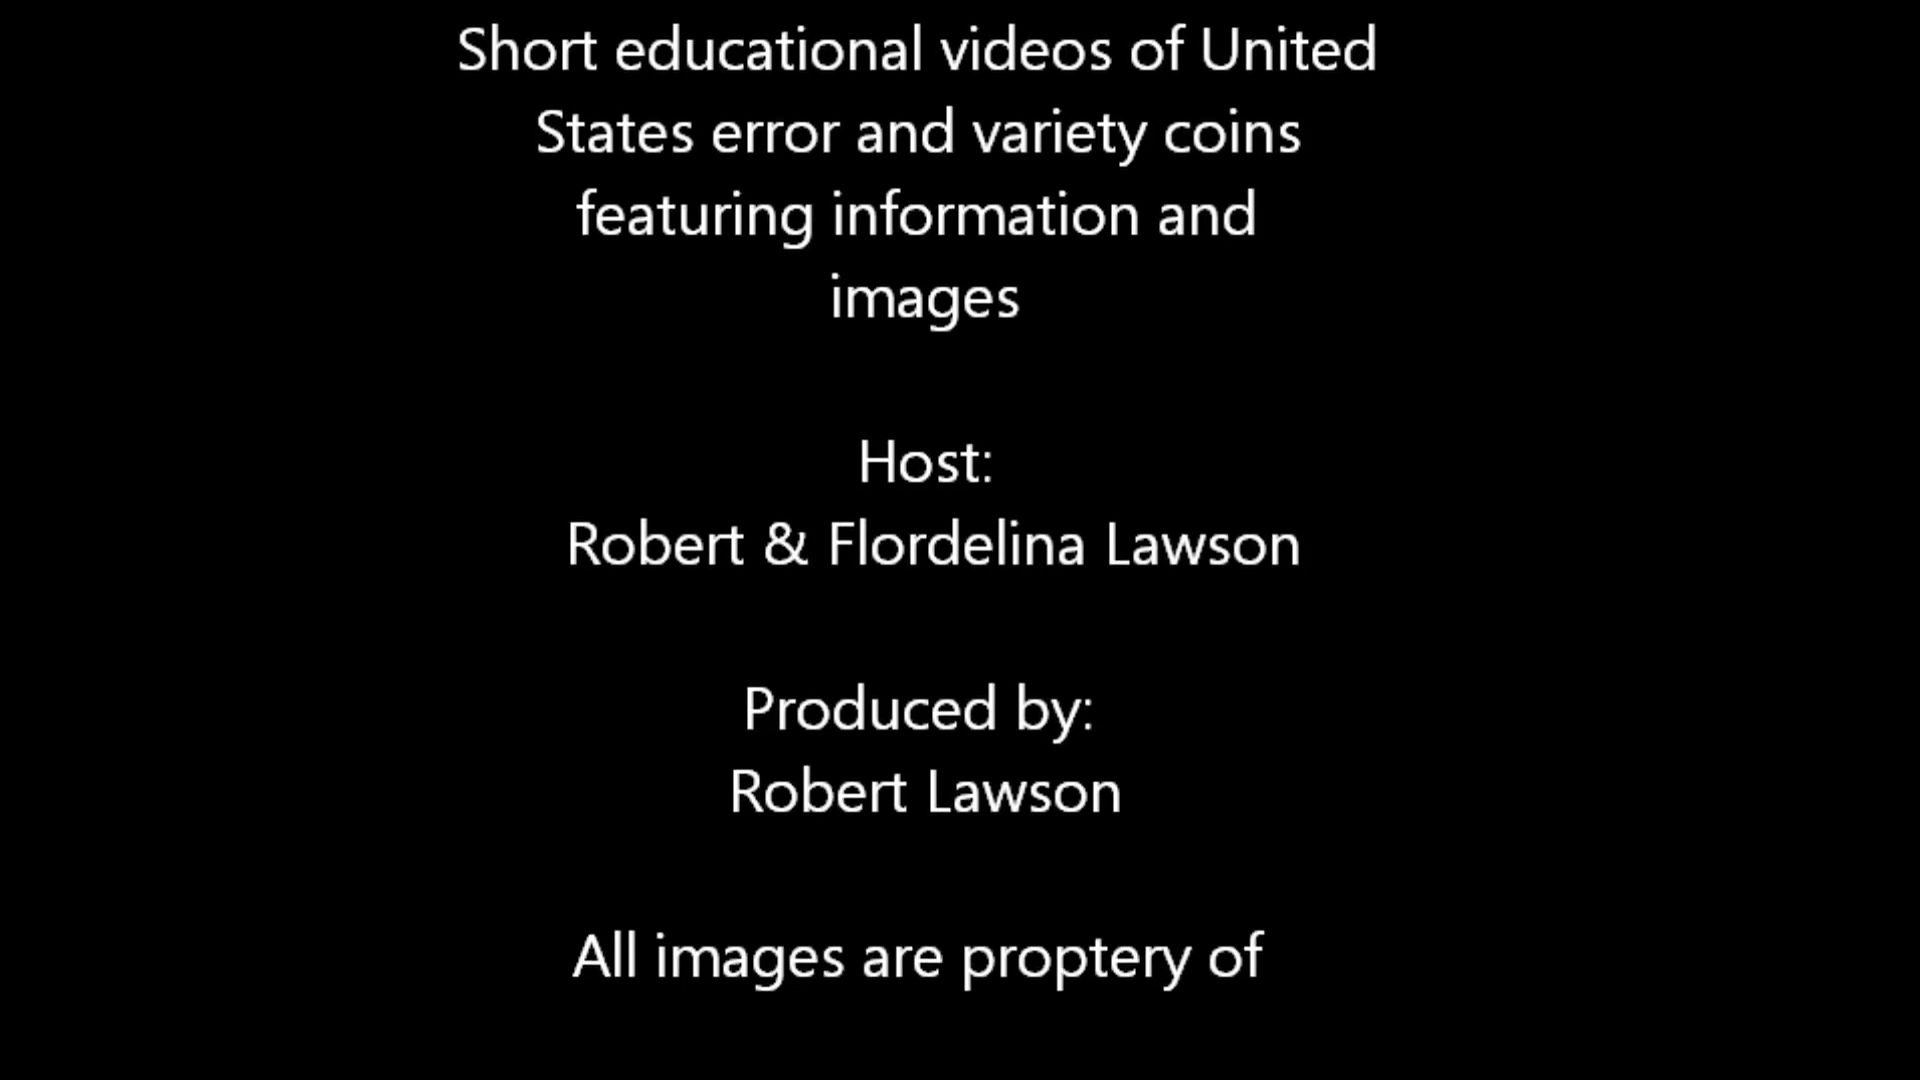 Short educational videos of United
States error and variety coins
featuring information and
images
Host:
Robert & Flordelina Lawson
Produced by:
Robert Lawson
All images are proptery of